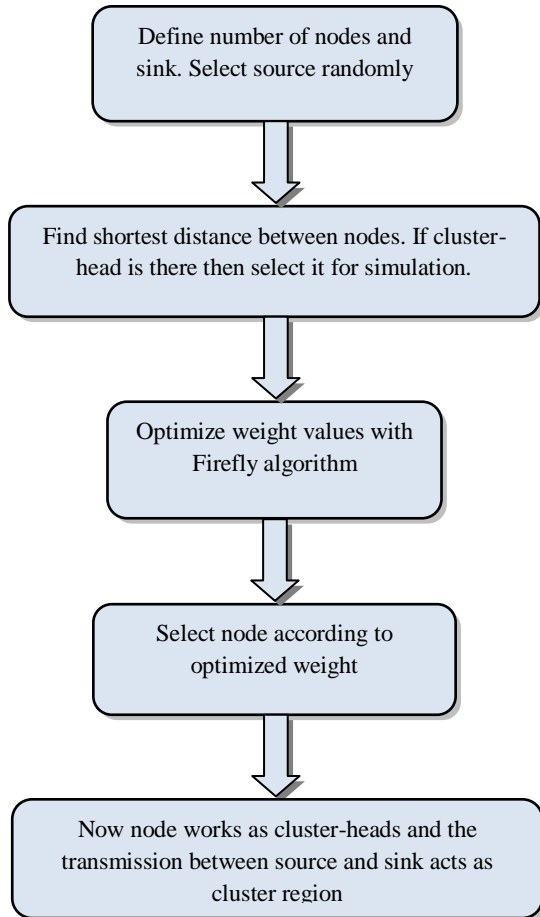 Define number of nodes and
sink. Select source randomly
Find shortest distance between nodes. If cluster-
head is there then select it for simulation.
Optimize weight values with
Firefly algorithm
Select node according to
optimized weight
Now node works as cluster-heads and the
transmission between source and sink acts as
cluster region